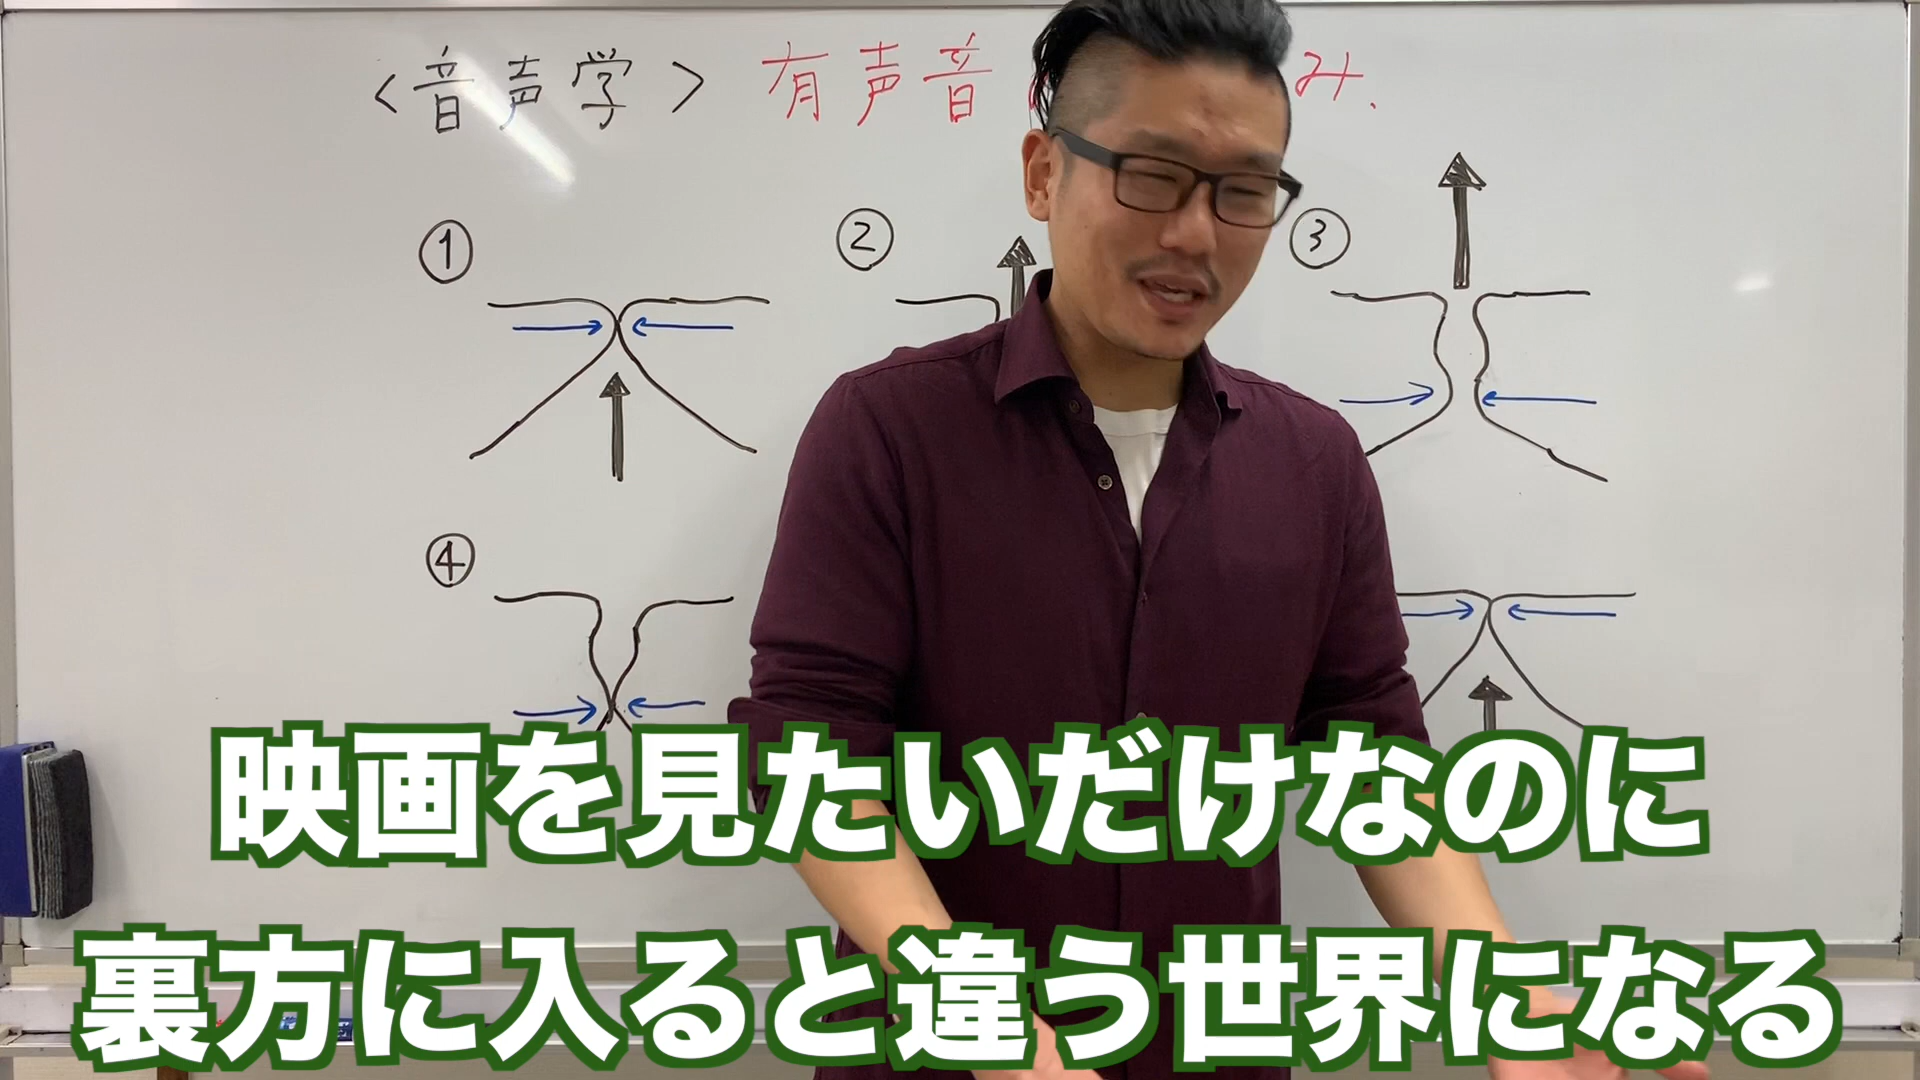 <音声学> 有声音 み.
① ② ③
④
映画を見たいだけなのに
裏方に入ると違う世界になる